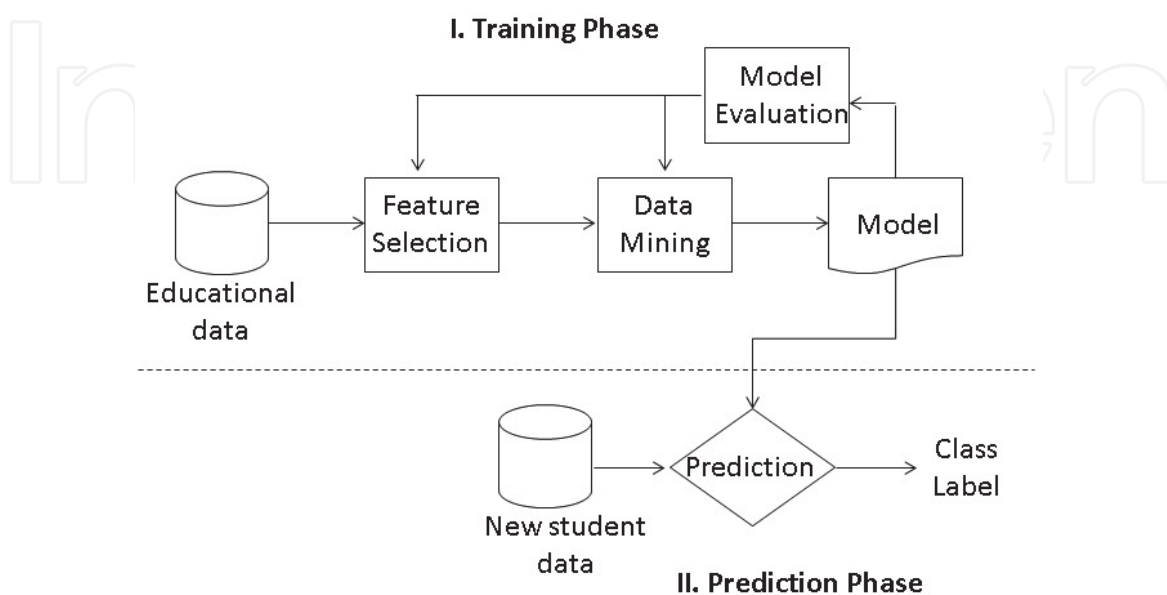 I. Training Phase
Model
Evaluation
Feature
Selection
Data
Mining
Model
Educational
data
Prediction
Class
Label
New student
data
II. Prediction Phase